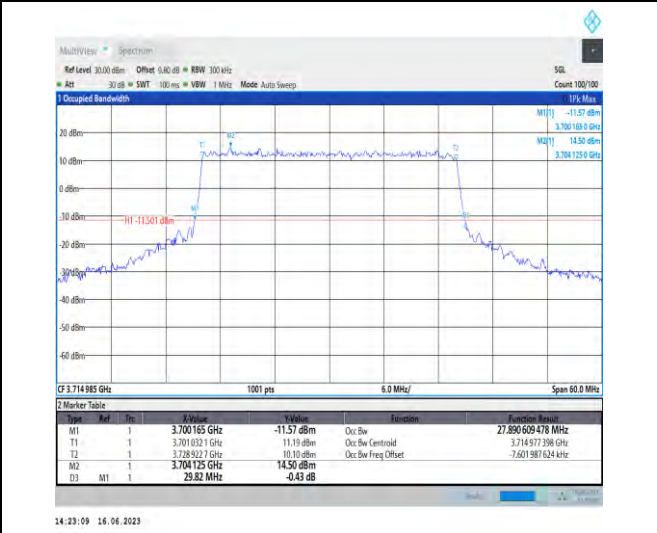 MultiView Spectrum
Ref Level 30.00 dBm Offset 9.80 dB RBW 300 kHz SGL
Att 30 dB SWT 100 ms VBW 1 MHz Mode Auto Sweep Count 100/100
1 Occupied Bandwidth 1Pk Max
M1[1] -11.57 dBm
3.700 165 0 GHz
M2[1] 14.50 dBm
3.704 125 0 GHz
20 dBm
M2
T1
T2
10 dBm
0 dBm
-10 dBm
M1
H1 -11.501 dBm
-20 dBm
-30 dBm
-40 dBm
-50 dBm
-60 dBm
CF 3.714 985 GHz 1001 pts 6.0 MHz/ Span 60.0 MHz
2 Marker Table
Type Ref Trc X-Value Y-Value Function Function Result
M1 1 3.700165 GHz -11.57 dBm Occ Bw 27.890 609 478 MHz
T1 1 3.701 032 1 GHz 11.19 dBm Occ Bw Centroid 3.714 977 398 GHz
T2 1 3.728 922 7 GHz 10.10 dBm Occ Bw Freq Offset -7.601 987 624 kHz
M2 1 3.704125 GHz 14.50 dBm
D3 M1 1 29.82 MHz -0.43 dB
14:23:09 16.06.2023